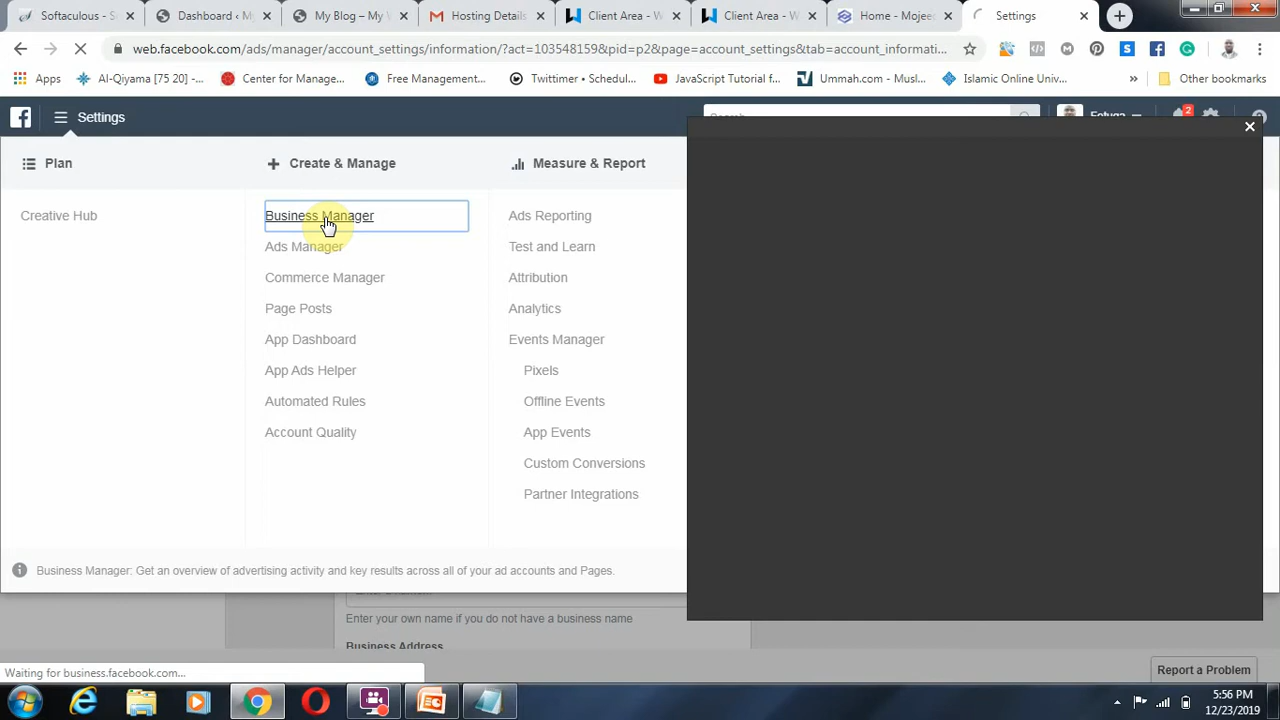 Softaculous - S
Dashboard ‹ My
My Blog – My W
Hosting Details
Client Area - W
Client Area - W
Home - Mojee
Settings
web.facebook.com/ads/manager/account_settings/information/?act=103548159&pid=p2&page=account_settings&tab=account_informati...
Apps
Al-Qiyama [75 20] -...
Center for Manage...
Free Management...
Twittimer • Schedul...
JavaScript Tutorial f...
Ummah.com - Musl...
Islamic Online Univ...
»
Other bookmarks
Settings
2
Plan
Create & Manage
Measure & Report
Creative Hub
Business Manager
Ads Reporting
Ads Manager
Test and Learn
Commerce Manager
Attribution
Page Posts
Analytics
App Dashboard
Events Manager
App Ads Helper
Pixels
Automated Rules
Offline Events
Account Quality
App Events
Custom Conversions
Partner Integrations
Business Manager: Get an overview of advertising activity and key results across all of your ad accounts and Pages.
Enter your own name if you do not have a business name
Business Address
Waiting for business.facebook.com...
Report a Problem
5:56 PM
12/23/2019